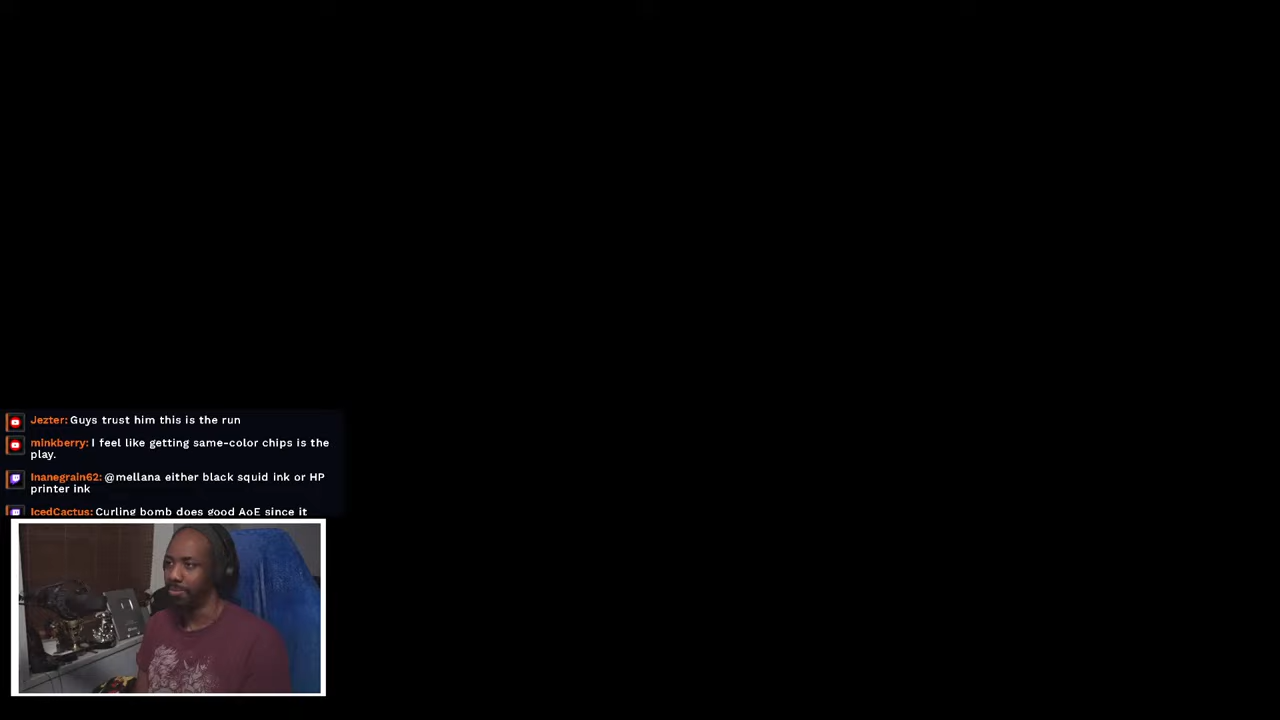 Jezter: Guys trust him this is the run
minkberry: I feel like getting same-color chips is the
play.
Inanegrain62: @mellana either black squid ink or HP
printer ink
IcedCactus: Curling bomb does good AoE since it